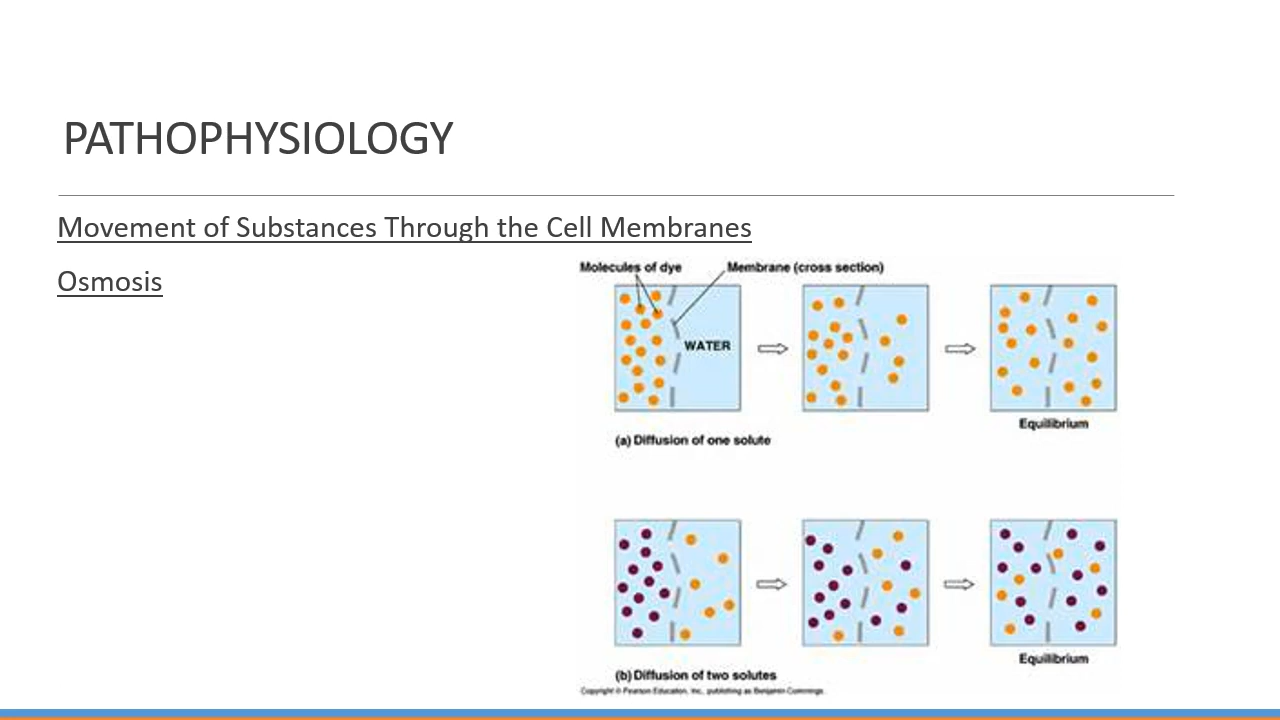 PATHOPHYSIOLOGY
Movement of Substances Through the Cell Membranes
Osmosis
Molecules of dye
Membrane (cross section)
WATER
Equilibrium
(a) Diffusion of one solute
Equilibrium
(b) Diffusion of two solutes
Copyright © Pearson Education, Inc., publishing as Benjamin Cummings.